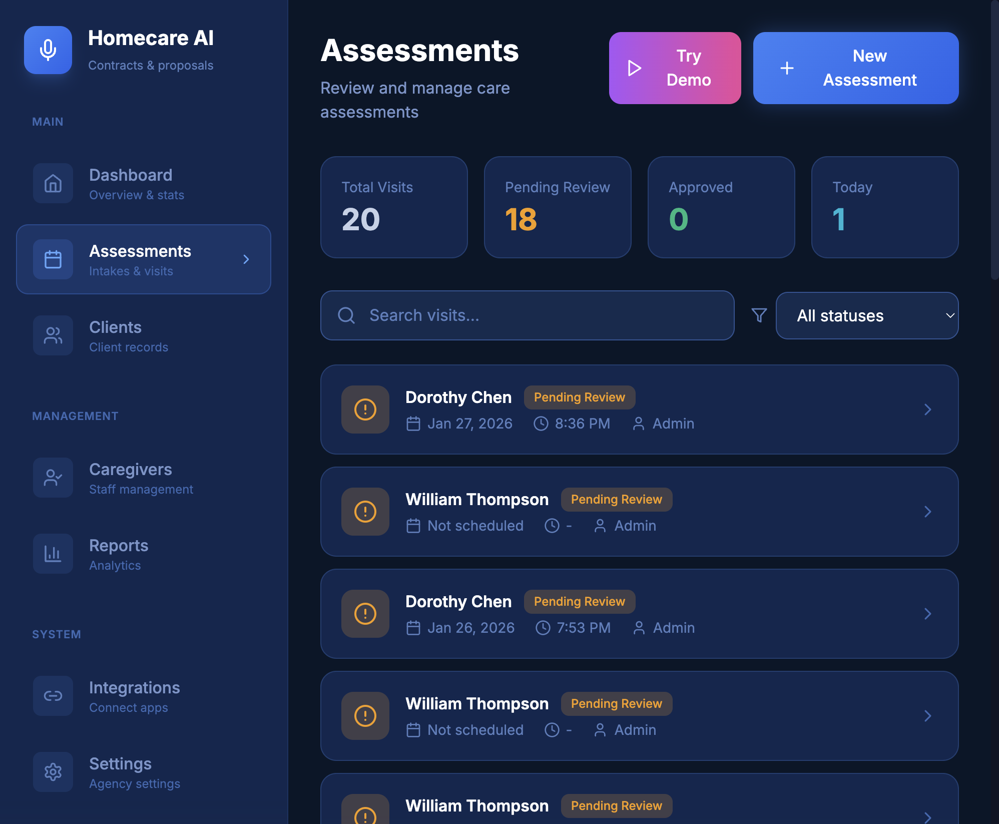 Homecare AI
Contracts & proposals
MAIN
Dashboard
Overview & stats
Assessments
Intakes & visits
Clients
Client records
MANAGEMENT
Caregivers
Staff management
Reports
Analytics
SYSTEM
Integrations
Connect apps
Settings
Agency settings
Assessments
Review and manage care
assessments
Try
Demo
New
Assessment
Total Visits
20
Pending Review
18
Approved
0
Today
1
Search visits...
All statuses
Dorothy Chen Pending Review
Jan 27, 2026 8:36 PM Admin
William Thompson Pending Review
Not scheduled - Admin
Dorothy Chen Pending Review
Jan 26, 2026 7:53 PM Admin
William Thompson Pending Review
Not scheduled - Admin
William Thompson Pending Review